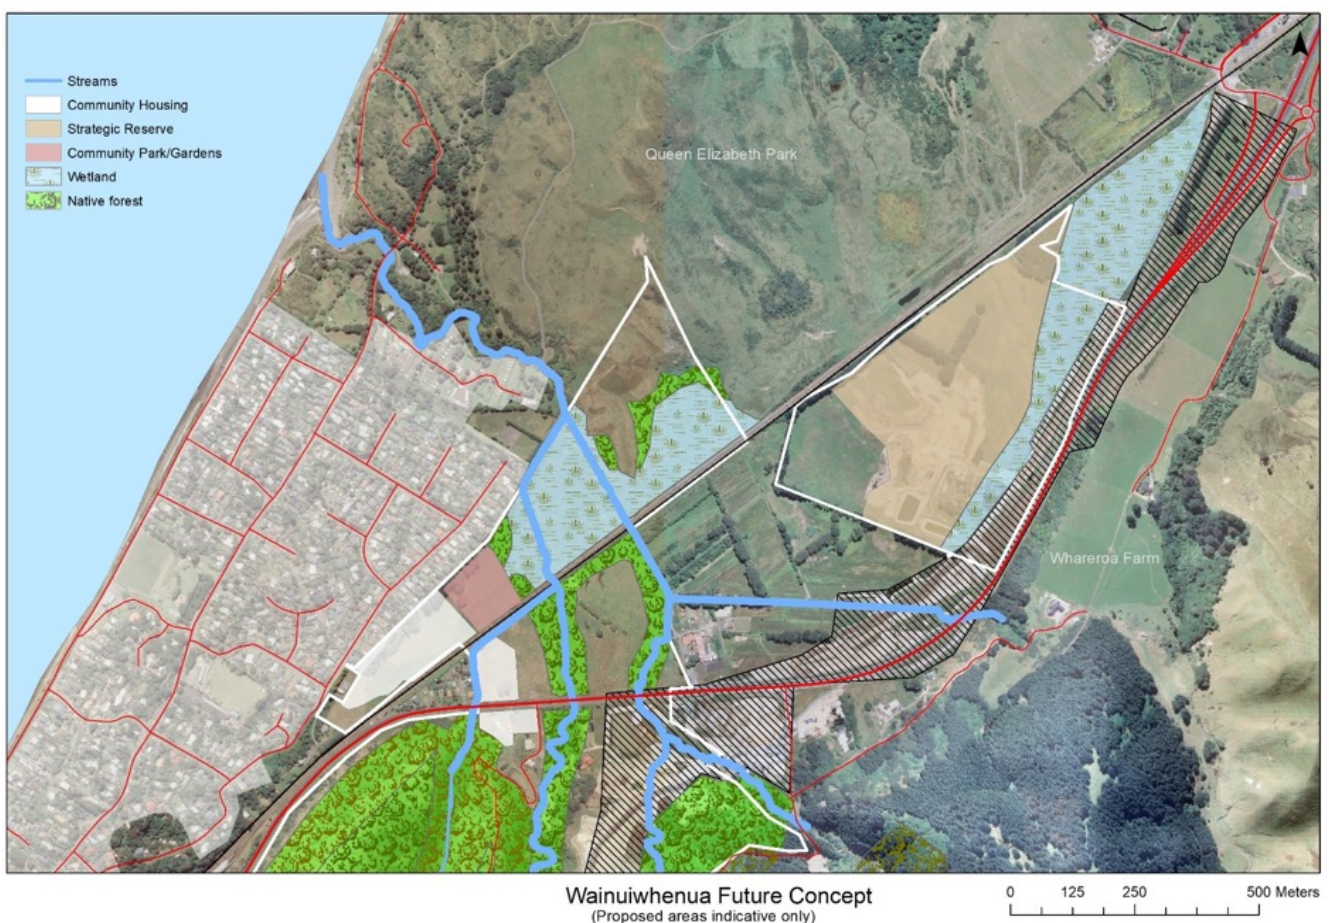 Streams
Community Housing
Strategic Reserve
Community Park/Gardens
Wetland
Native forest
Queen Elizabeth Park
Whareroa Farm
Wainuiwhenua Future Concept
(Proposed areas indicative only)
0 125 250 500 Meters